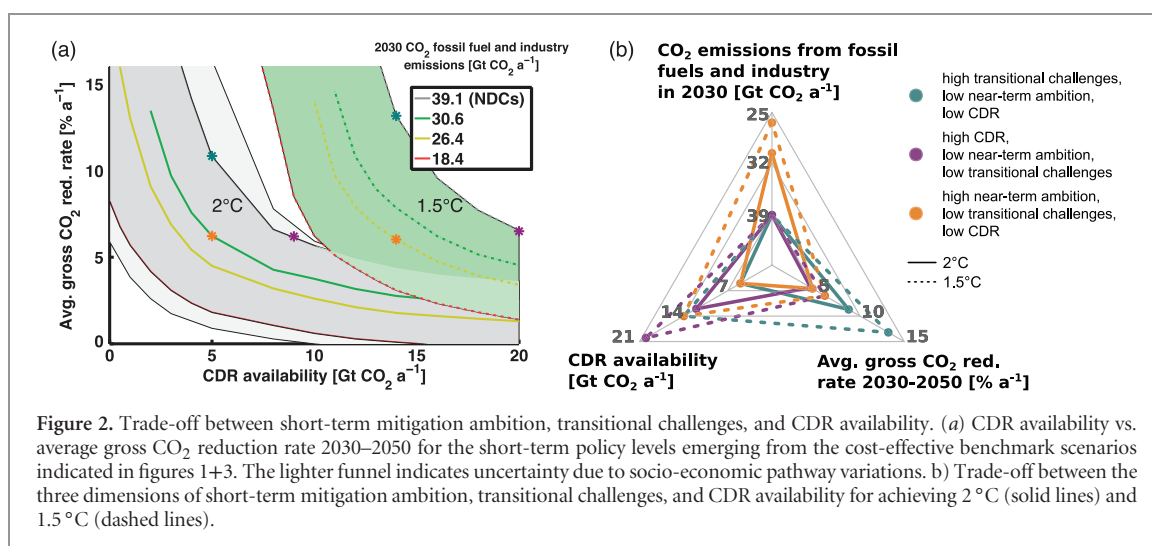 (a)
2030 CO₂ fossil fuel and industry
emissions [Gt CO₂ a⁻¹]
39.1 (NDCs)
30.6
26.4
18.4
15
10
5
0
Avg. gross CO₂ red. rate [% a⁻¹]
2°C
1.5°C
0
5
10
15
20
CDR availability [Gt CO₂ a⁻¹]
(b)
CO₂ emissions from fossil
fuels and industry
in 2030 [Gt CO₂ a⁻¹]
25
32
39
7
14
21
5
10
15
CDR availability
[Gt CO₂ a⁻¹]
Avg. gross CO₂ red.
rate 2030-2050 [% a⁻¹]
high transitional challenges,
low near-term ambition,
low CDR
high CDR,
low near-term ambition,
low transitional challenges
high near-term ambition,
low transitional challenges,
low CDR
2°C
1.5°C
Figure 2. Trade-off between short-term mitigation ambition, transitional challenges, and CDR availability. (a) CDR availability vs.
average gross CO₂ reduction rate 2030–2050 for the short-term policy levels emerging from the cost-effective benchmark scenarios
indicated in figures 1+3. The lighter funnel indicates uncertainty due to socio-economic pathway variations. b) Trade-off between the
three dimensions of short-term mitigation ambition, transitional challenges, and CDR availability for achieving 2 °C (solid lines) and
1.5 °C (dashed lines).